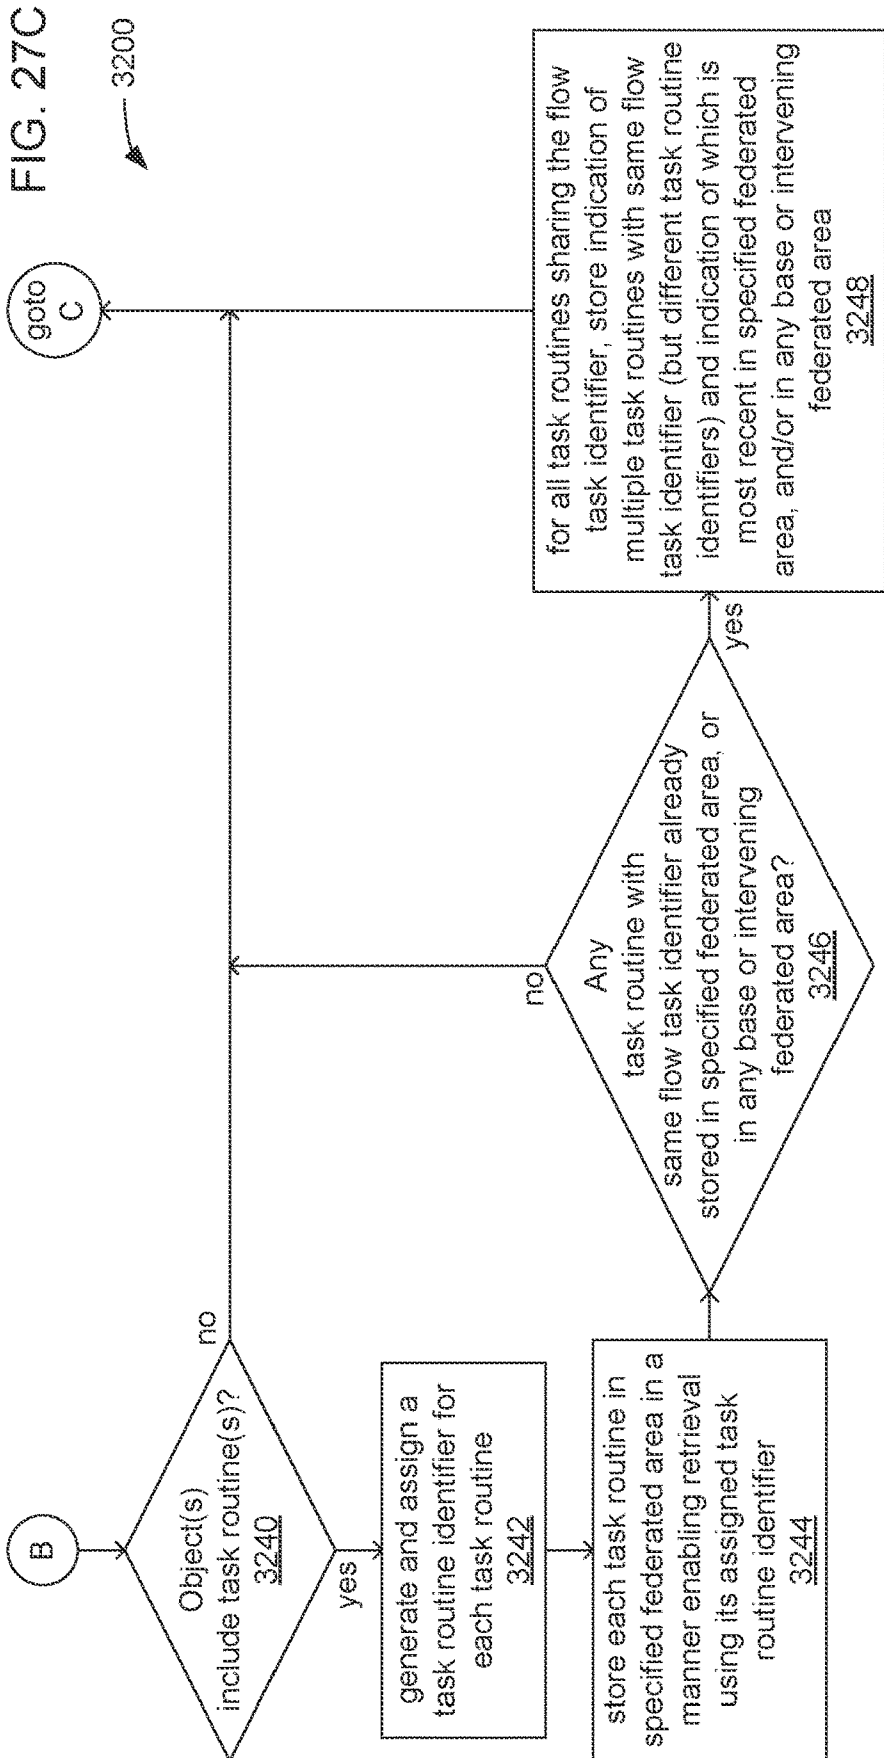 FIG. 27C
3200
B
Object(s)
include task routine(s)?
3240
no
yes
generate and assign a
task routine identifier for
each task routine
3242
store each task routine in
specified federated area in a
manner enabling retrieval
using its assigned task
routine identifier
3244
Any
task routine with
same flow task identifier already
stored in specified federated area, or
in any base or intervening
federated area?
3246
no
yes
for all task routines sharing the flow
task identifier, store indication of
multiple task routines with same flow
task identifier (but different task routine
identifiers) and indication of which is
most recent in specified federated
area, and/or in any base or intervening
federated area
3248
goto
C